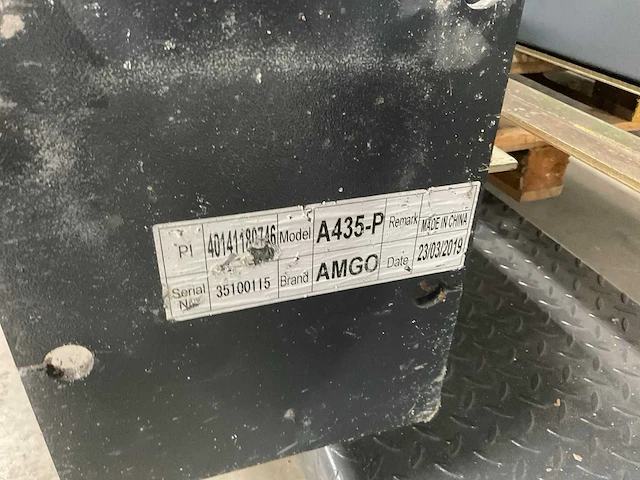 PI 40141180746 Model A435-P Remark MADE IN CHINA
Serial No. 35100115 Brand AMGO Date 23/03/2019